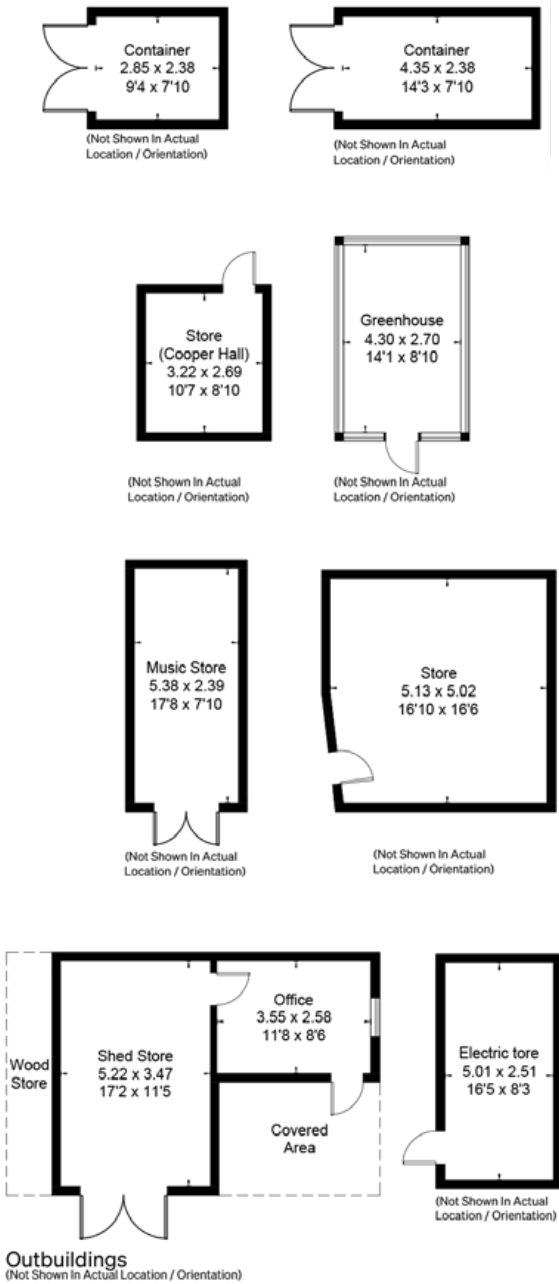 Container
2.85 x 2.38
9'4 x 7'10
(Not Shown In Actual
Location / Orientation)
Container
4.35 x 2.38
14'3 x 7'10
(Not Shown In Actual
Location / Orientation)
Store
(Cooper Hall)
3.22 x 2.69
10'7 x 8'10
(Not Shown In Actual
Location / Orientation)
Greenhouse
4.30 x 2.70
14'1 x 8'10
(Not Shown In Actual
Location / Orientation)
Music Store
5.38 x 2.39
17'8 x 7'10
(Not Shown In Actual
Location / Orientation)
Store
5.13 x 5.02
16'10 x 16'6
(Not Shown In Actual
Location / Orientation)
Wood
Store
Shed Store
5.22 x 3.47
17'2 x 11'5
Office
3.55 x 2.58
11'8 x 8'6
Covered
Area
Electric tore
5.01 x 2.51
16'5 x 8'3
(Not Shown In Actual
Location / Orientation)
Outbuildings
(Not Shown In Actual Location / Orientation)